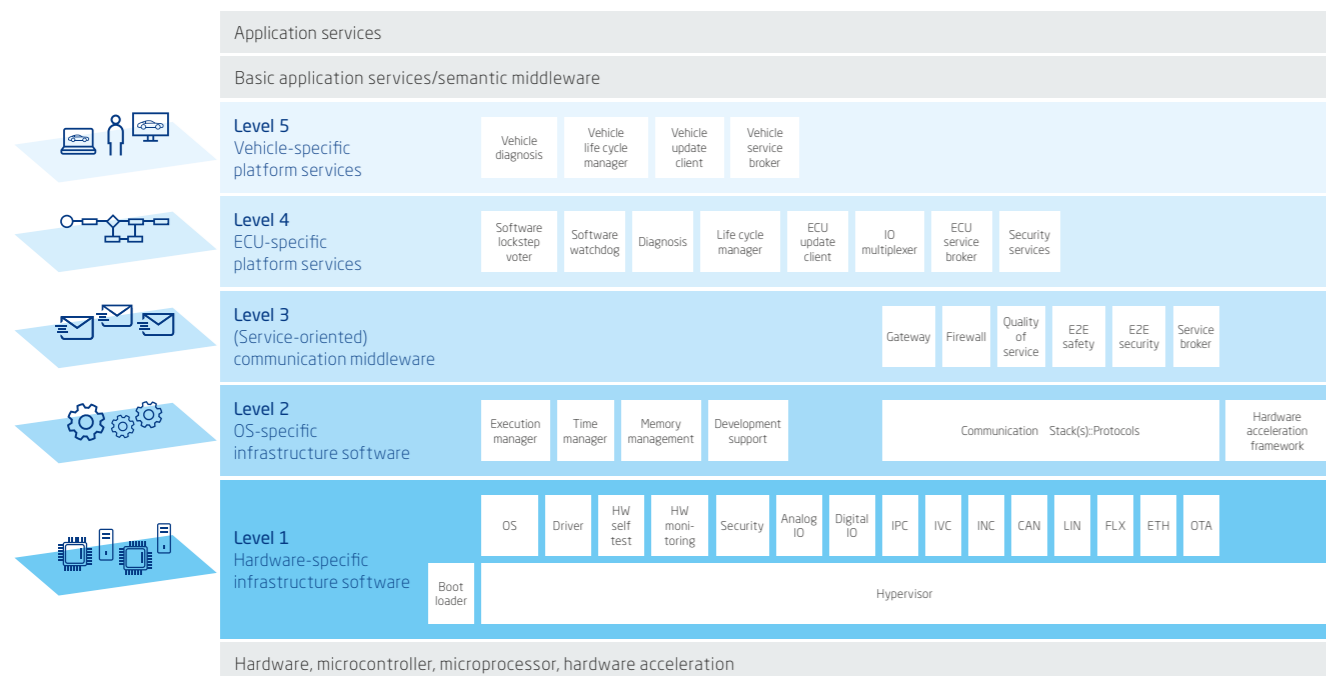 Application services
Basic application services/semantic middleware
Level 5
Vehicle-specific
platform services
Vehicle
diagnosis
Vehicle
life cycle
manager
Vehicle
update
client
Vehicle
service
broker
Level 4
ECU-specific
platform services
Software
lockstep
voter
Software
watchdog
Diagnosis
Life cycle
manager
ECU
update
client
IO
multiplexer
ECU
service
broker
Security
services
Level 3
(Service-oriented)
communication middleware
Gateway
Firewall
Quality
of
service
E2E
safety
E2E
security
Service
broker
Level 2
OS-specific
infrastructure software
Execution
manager
Time
manager
Memory
management
Development
support
Communication Stack(s)::Protocols
Hardware
acceleration
framework
Level 1
Hardware-specific
infrastructure software
OS
Driver
HW
self
test
HW
moni-
toring
Security
Analog
IO
Digital
IO
IPC
IVC
INC
CAN
LIN
FLX
ETH
OTA
Boot
loader
Hypervisor
Hardware, microcontroller, microprocessor, hardware acceleration